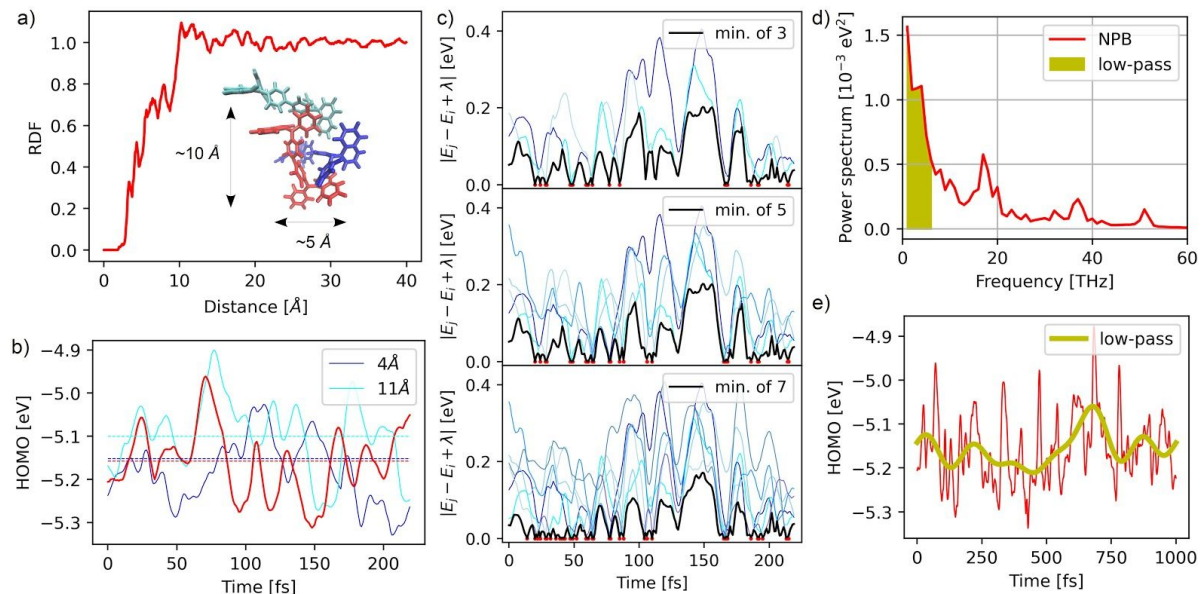 a)
RDF
1.0
0.8
0.6
0.4
0.2
0.0
~10 Å
~5 Å
0 10 20 30 40
Distance [Å]
b)
HOMO [eV]
−4.9
−5.0
−5.1
−5.2
−5.3
4Å
11Å
0 50 100 150 200
Time [fs]
c)
|Ej − Ei + λ| [eV]
0.4
0.2
0.0
min. of 3
|Ej − Ei + λ| [eV]
0.4
0.2
0.0
min. of 5
|Ej − Ei + λ| [eV]
0.4
0.2
0.0
min. of 7
0 50 100 150 200
Time [fs]
d)
Power spectrum [10⁻³ eV²]
1.5
1.0
0.5
0.0
NPB
low-pass
0 20 40 60
Frequency [THz]
e)
HOMO [eV]
−4.9
−5.0
−5.1
−5.2
−5.3
low-pass
0 250 500 750 1000
Time [fs]